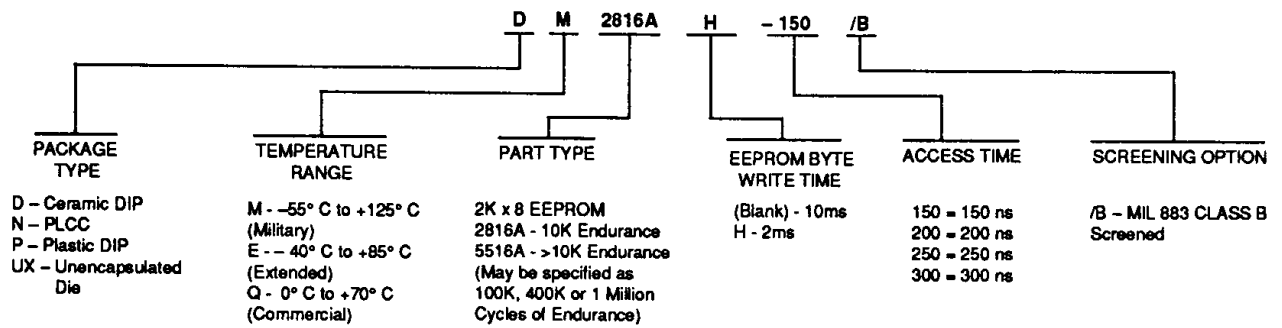 D M 2816A H - 150 /B
PACKAGE
TYPE
D – Ceramic DIP
N – PLCC
P – Plastic DIP
UX – Unencapsulated
Die
TEMPERATURE
RANGE
M - –55° C to +125° C
(Military)
E - – 40° C to +85° C
(Extended)
Q - 0° C to +70° C
(Commercial)
PART TYPE
2K x 8 EEPROM
2816A - 10K Endurance
5516A - >10K Endurance
(May be specified as
100K, 400K or 1 Million
Cycles of Endurance)
EEPROM BYTE
WRITE TIME
(Blank) - 10ms
H - 2ms
ACCESS TIME
150 = 150 ns
200 = 200 ns
250 = 250 ns
300 = 300 ns
SCREENING OPTION
/B – MIL 883 CLASS B
Screened